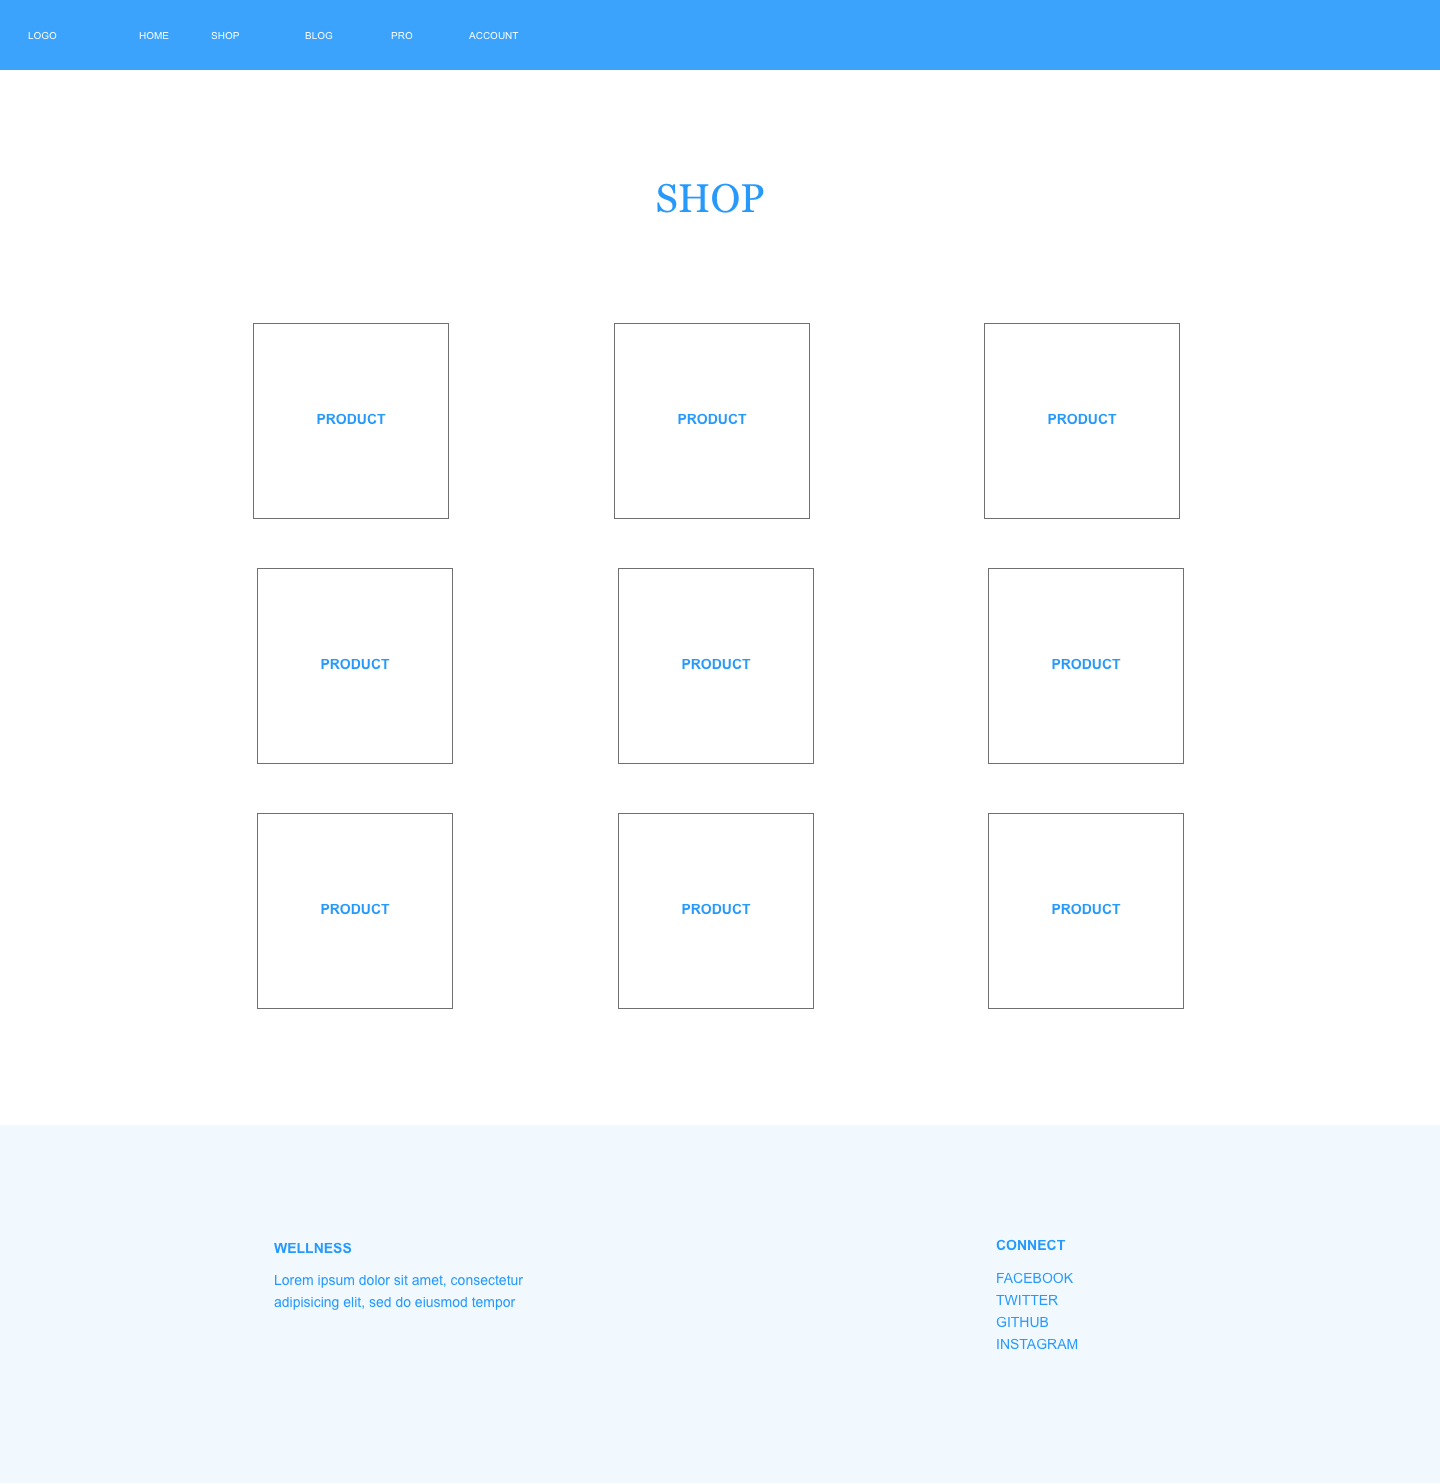 LOGO HOME SHOP BLOG PRO ACCOUNT
SHOP
PRODUCT PRODUCT PRODUCT
PRODUCT PRODUCT PRODUCT
PRODUCT PRODUCT PRODUCT
WELLNESS
Lorem ipsum dolor sit amet, consectetur
adipisicing elit, sed do eiusmod tempor
CONNECT
FACEBOOK
TWITTER
GITHUB
INSTAGRAM